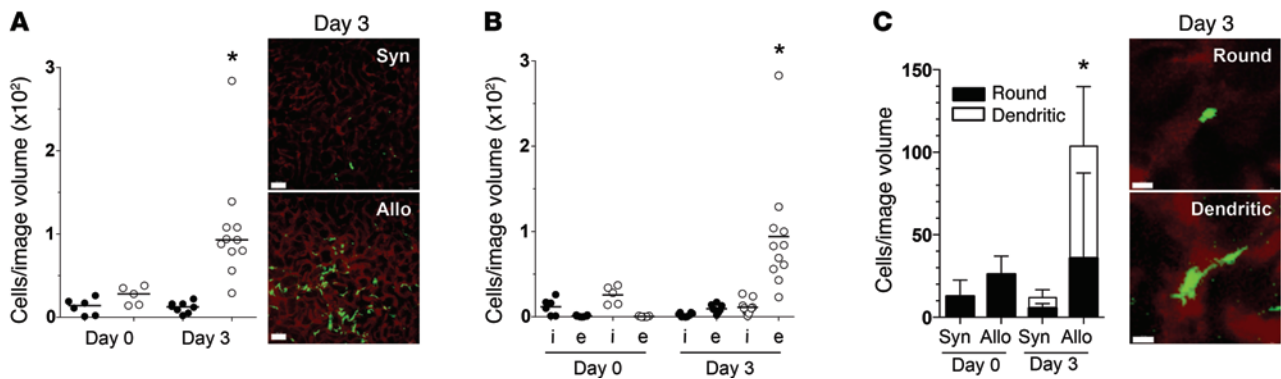 A
Day 3
Cells/image volume (x10²)
3
2
1
0
*
Day 0
Day 3
Syn
Allo
B
Cells/image volume (x10²)
3
2
1
0
*
i e i e i e i e
Day 0
Day 3
C
Day 3
Cells/image volume
150
100
50
0
Round
Dendritic
*
Syn Allo Syn Allo
Day 0
Day 3
Round
Dendritic